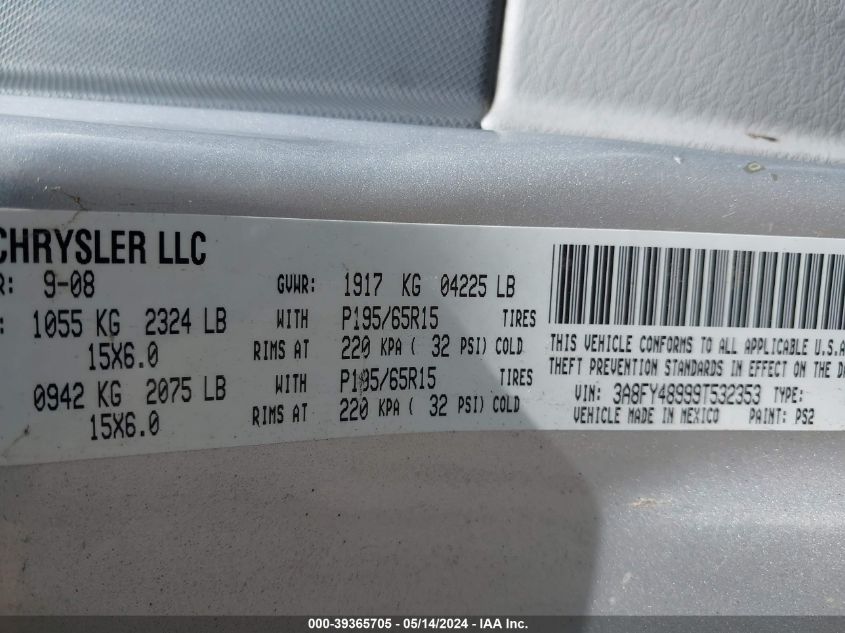 CHRYSLER LLC
R: 9-08 GVWR: 1917 KG 04225 LB
: 1055 KG 2324 LB WITH P195/65R15 TIRES
15X6.0 RIMS AT 220 KPA ( 32 PSI) COLD
0942 KG 2075 LB WITH P195/65R15 TIRES
15X6.0 RIMS AT 220 KPA ( 32 PSI) COLD
THIS VEHICLE CONFORMS TO ALL APPLICABLE U.S.A
THEFT PREVENTION STANDARDS IN EFFECT ON THE D
VIN: 3A8FY48999T532353 TYPE:
VEHICLE MADE IN MEXICO PAINT: PS2
000-39365705 - 05/14/2024 - IAA Inc.